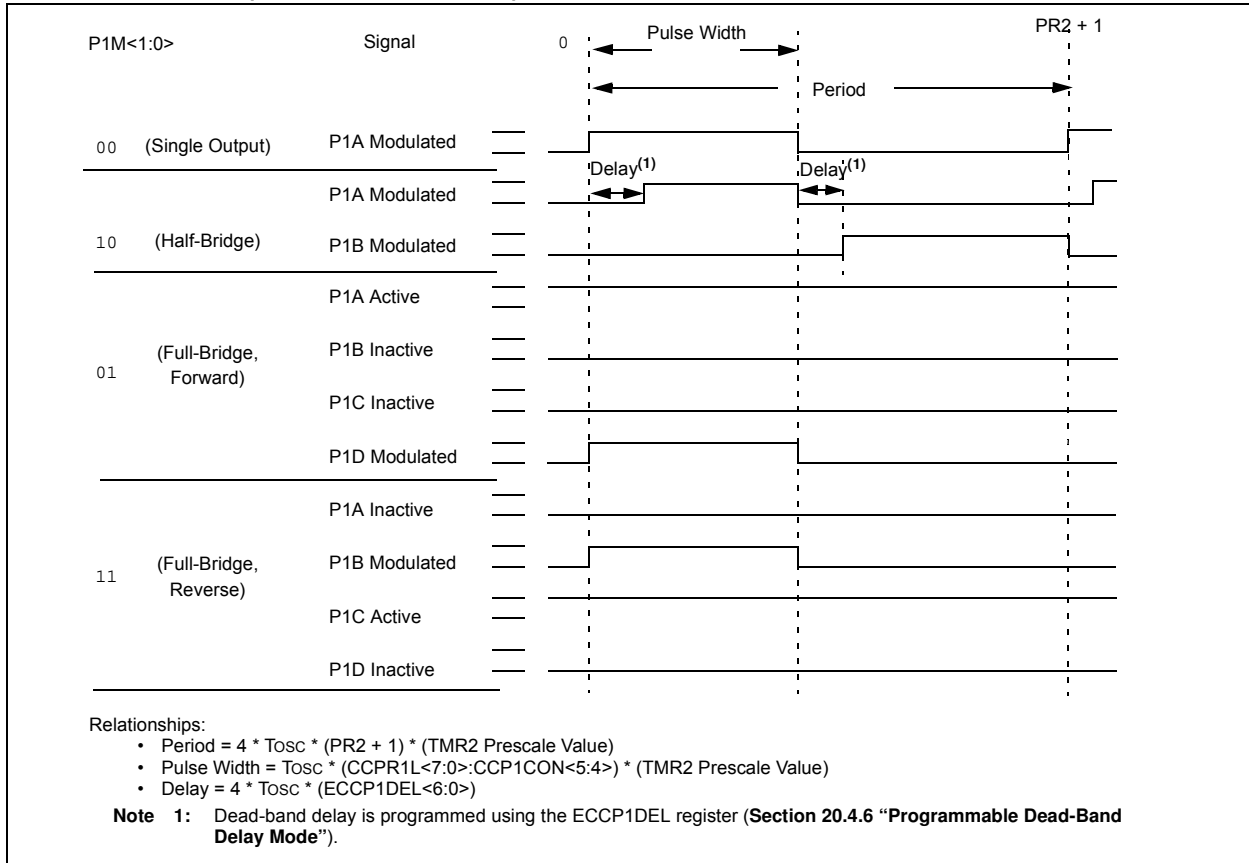 P1M<1:0> Signal 0 Pulse Width PR2 + 1
Period
00 (Single Output) P1A Modulated
Delay(1) Delay(1)
P1A Modulated
10 (Half-Bridge) P1B Modulated
P1A Active
(Full-Bridge, P1B Inactive
01 Forward)
P1C Inactive
P1D Modulated
P1A Inactive
11 (Full-Bridge, P1B Modulated
Reverse)
P1C Active
P1D Inactive
Relationships:
• Period = 4 * TOSC * (PR2 + 1) * (TMR2 Prescale Value)
• Pulse Width = TOSC * (CCPR1L<7:0>:CCP1CON<5:4>) * (TMR2 Prescale Value)
• Delay = 4 * TOSC * (ECCP1DEL<6:0>)
Note 1: Dead-band delay is programmed using the ECCP1DEL register (Section 20.4.6 “Programmable Dead-Band
Delay Mode”).